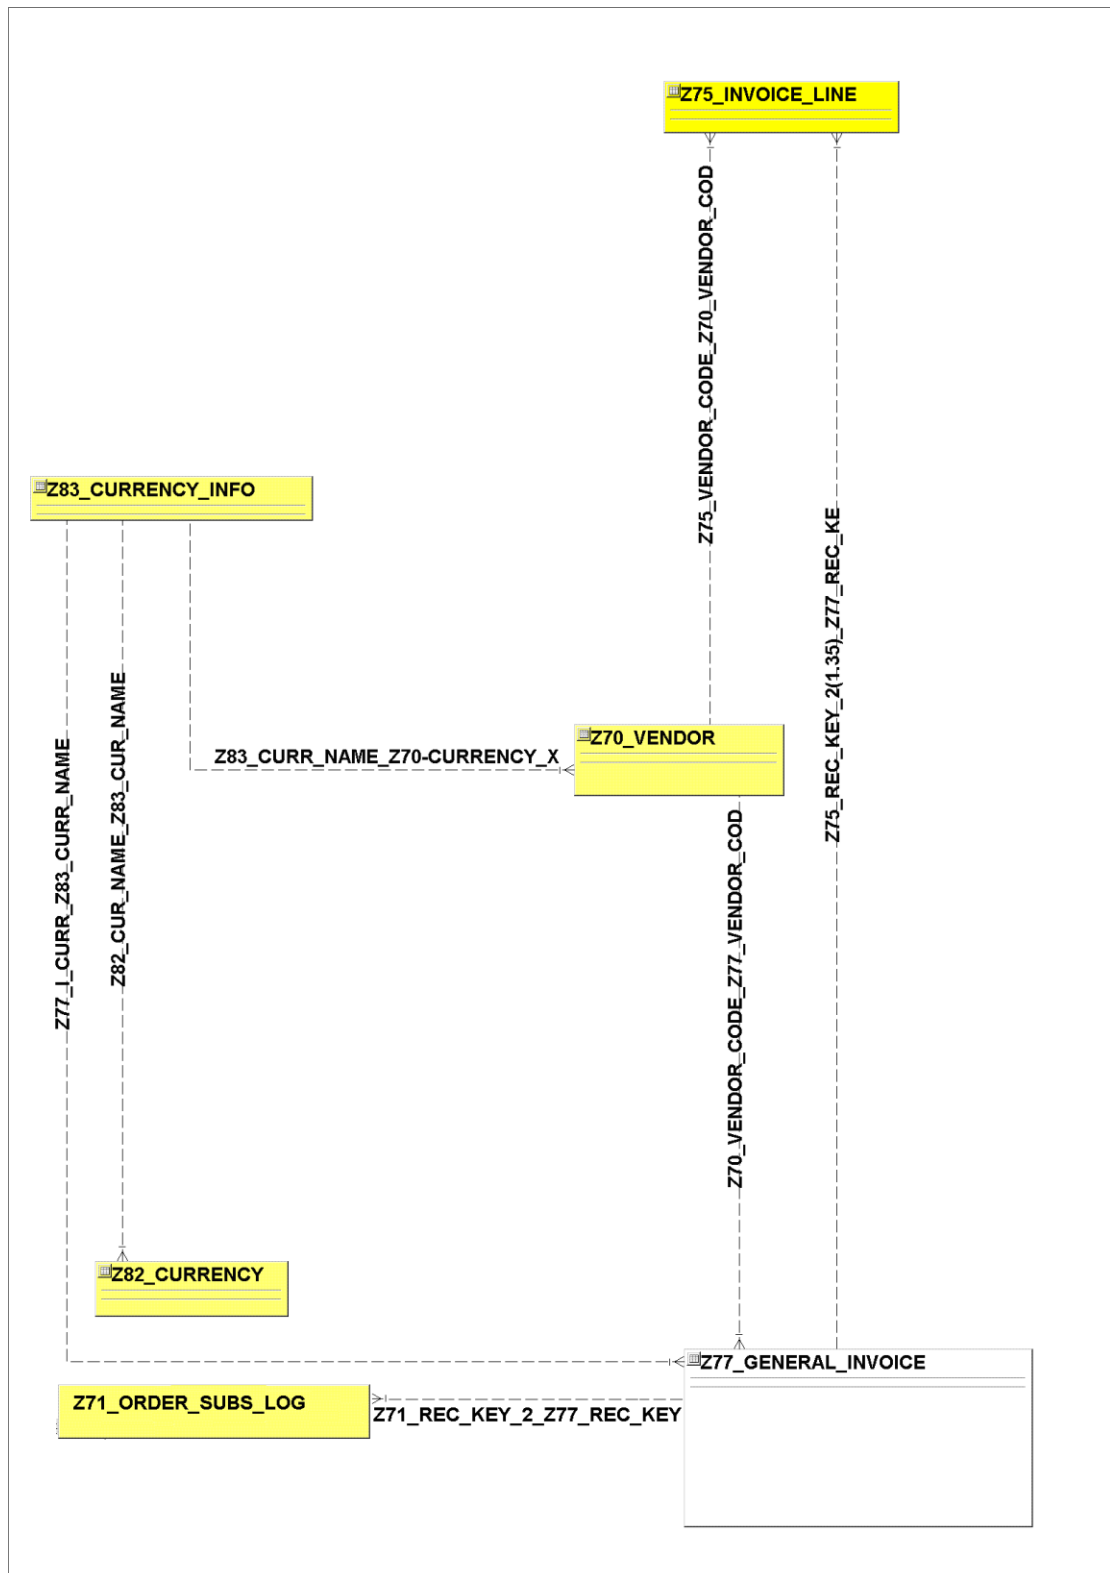 Z75_INVOICE_LINE
Z75_VENDOR_CODE_Z70_VENDOR_COD
Z75_REC_KEY_2(1.35)_Z77_REC_KE
Z83_CURRENCY_INFO
Z77_I_CURR_Z83_CURR_NAME
Z82_CUR_NAME_Z83_CUR_NAME
Z83_CURR_NAME_Z70-CURRENCY_X
Z70_VENDOR
Z70_VENDOR_CODE_Z77_VENDOR_COD
Z82_CURRENCY
Z77_GENERAL_INVOICE
Z71_ORDER_SUBS_LOG
Z71_REC_KEY_2_Z77_REC_KEY